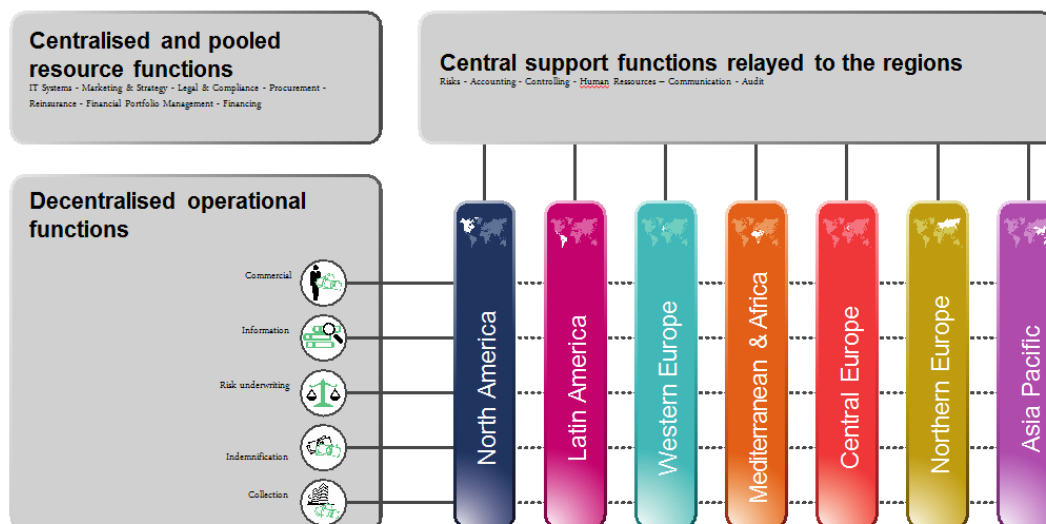 Centralised and pooled
resource functions
IT Systems - Marketing & Strategy - Legal & Compliance - Procurement -
Reinsurance - Financial Portfolio Management - Financing
Central support functions relayed to the regions
Risks - Accounting - Controlling - Human Ressources – Communication - Audit
Decentralised operational
functions
Commercial
Information
Risk underwriting
Indemnification
Collection
North America
Latin America
Western Europe
Mediterranean & Africa
Central Europe
Northern Europe
Asia Pacific